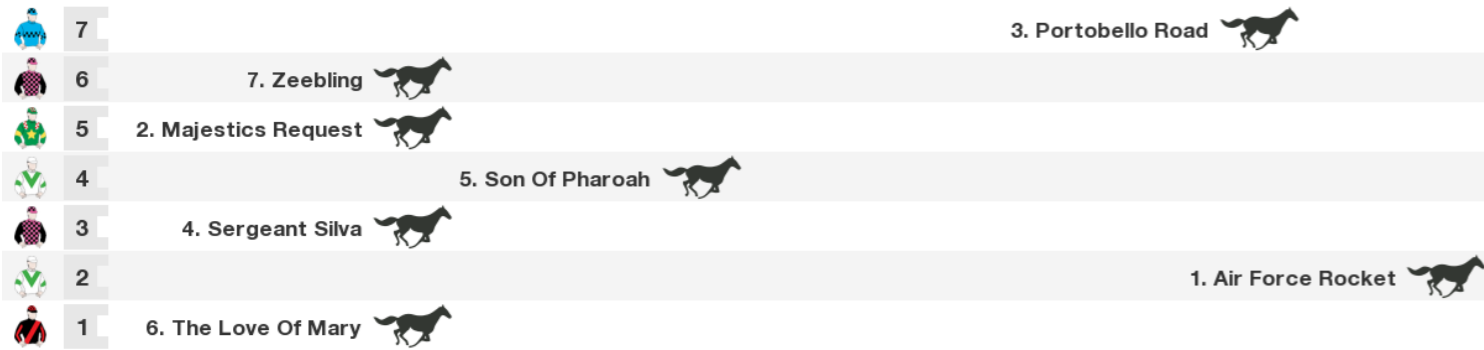 7 3. Portobello Road
6 7. Zeebling
5 2. Majestics Request
4 5. Son Of Pharoah
3 4. Sergeant Silva
2 1. Air Force Rocket
1 6. The Love Of Mary